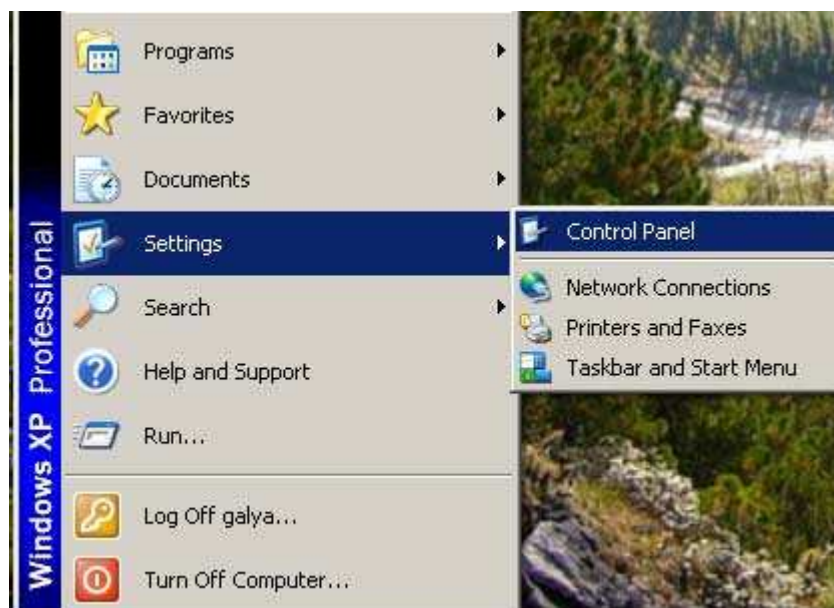 Programs
Favorites
Documents
Settings
Search
Help and Support
Run...
Log Off galya...
Turn Off Computer...
Control Panel
Network Connections
Printers and Faxes
Taskbar and Start Menu
Windows XP Professional